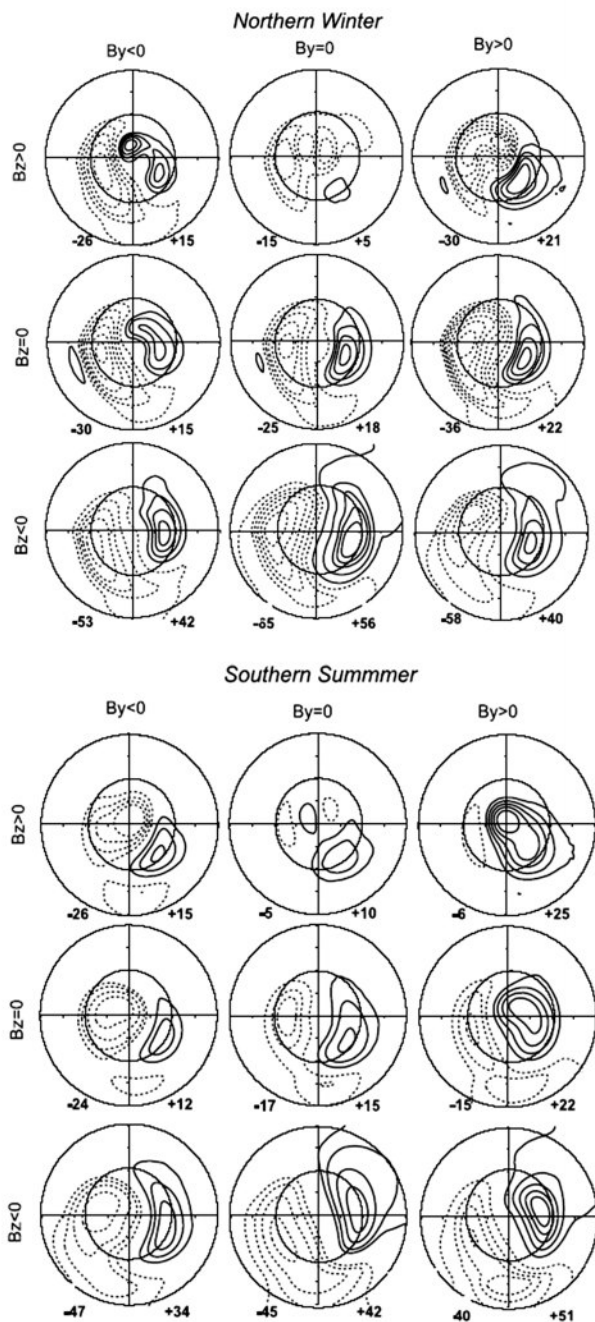 Northern Winter
By<0 By=0 By>0
Bz>0
-26 +15 -15 +5 -30 +21
Bz=0
-30 +15 -25 +18 -36 +22
Bz<0
-53 +42 -65 +56 -58 +40
Southern Summmer
By<0 By=0 By>0
Bz>0
-26 +15 -5 +10 -6 +25
Bz=0
-24 +12 -17 +15 -15 +22
Bz<0
-47 +34 -45 +42 -40 +51